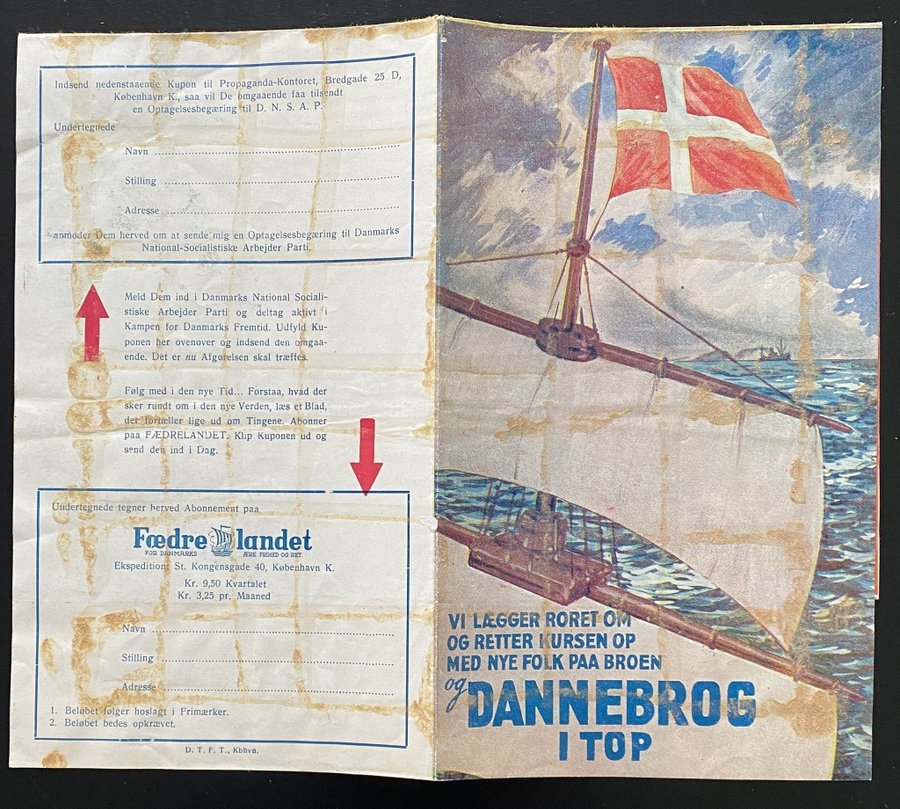 Indsend nedenstaaende Kupon til Propaganda-Kontoret, Bredgade 25 D,
København K., saa vil De omgaaende faa tilsendt
en Optagelsesbegæring til D. N. S. A. P.
Undertegnede
Navn
Stilling
Adresse
anmoder Dem herved om at sende mig en Optagelsesbegæring til Danmarks
National-Socialistiske Arbejder Parti.
Meld Dem ind i Danmarks National Sociali-
stiske Arbejder Parti og deltag aktivt i
Kampen for Danmarks Fremtid. Udfyld Ku-
ponen her ovenover og indsend den omgaa-
ende. Det er nu Afgørelsen skal træffes.
Følg med i den nye Tid... Forstaa, hvad der
sker rundt om i den nye Verden, læs et Blad,
der fortæller lige ud om Tingene. Abonner
paa FÆDRELANDET. Klip Kuponen ud og
send den ind i Dag.
Undertegnede tegner herved Abonnement paa
Fædrelandet
FOR DANMARKS ÆRE FRIHED OG RET
Ekspedition: St. Kongensgade 40, København K.
Kr. 9,50 Kvartalet
Kr. 3,25 pr. Maaned
Navn
Stilling
Adresse
1. Beløbet følger hoslagt i Frimærker.
2. Beløbet bedes opkrævet.
D. T. F. T., Kbhvn.
VI LÆGGER RORET OM
OG RETTER KURSEN OP
MED NYE FOLK PAA BROEN
og DANNEBROG
I TOP